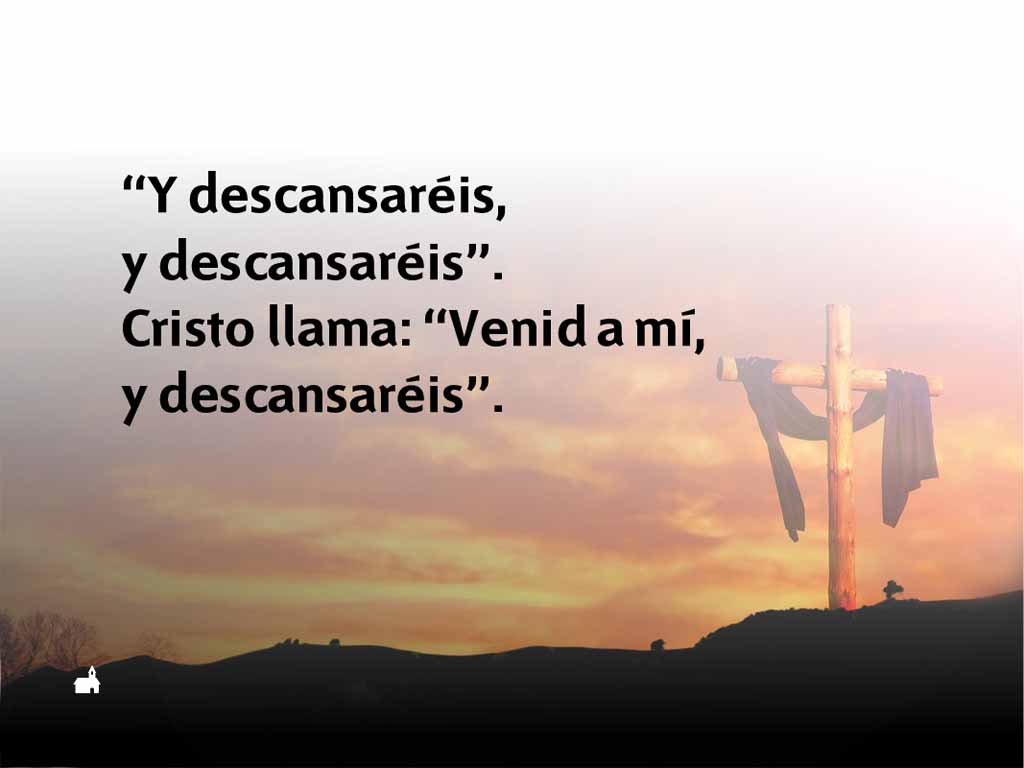 “Y descansaréis,
y descansaréis”.
Cristo llama: “Venid a mí,
y descansaréis”.